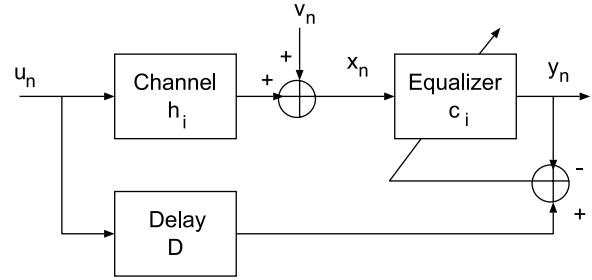 v_n
+
+
u_n
Channel
h_i
x_n
Equalizer
c_i
y_n
-
+
Delay
D